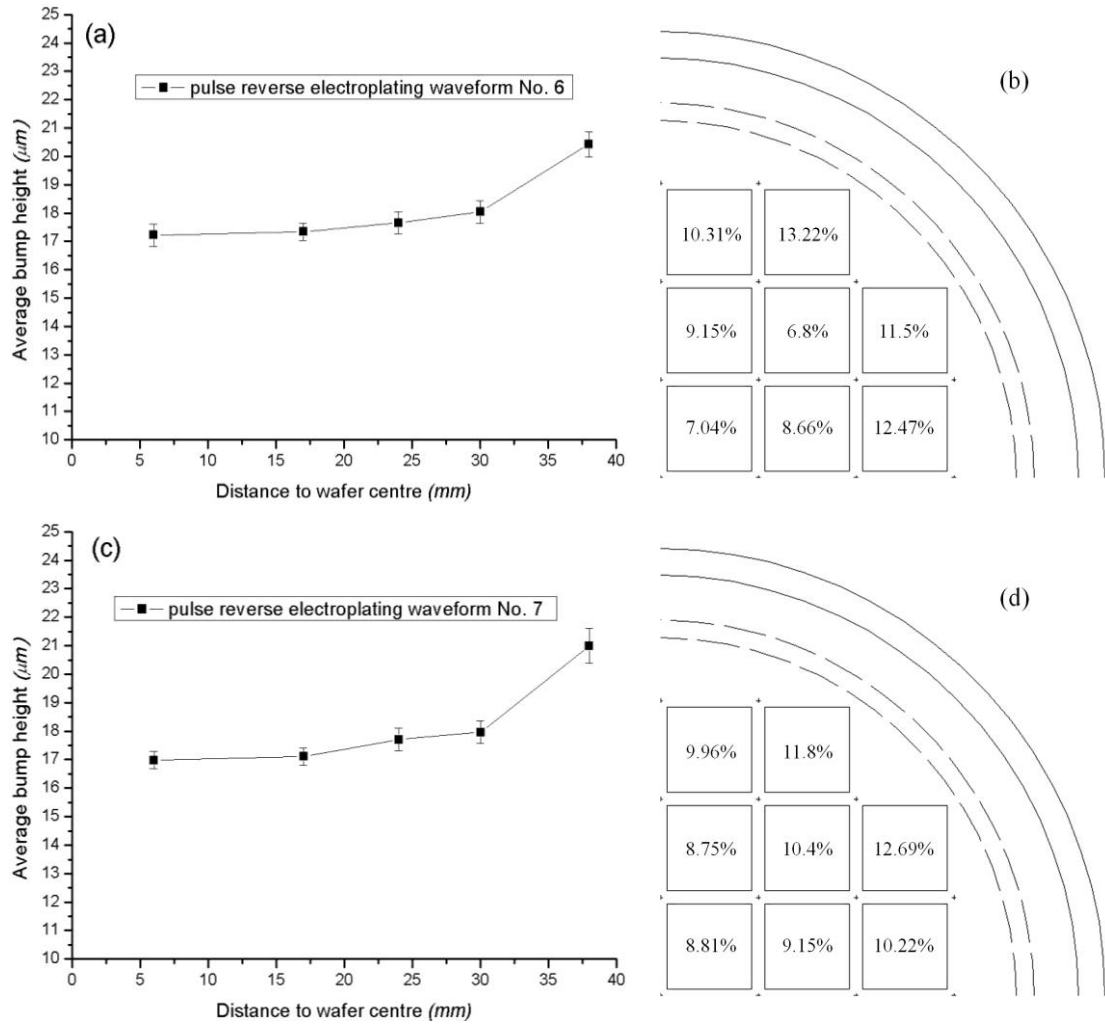 (a)
pulse reverse electroplating waveform No. 6
Average bump height (μm)
25
24
23
22
21
20
19
18
17
16
15
14
13
12
11
10
0 5 10 15 20 25 30 35 40
Distance to wafer centre (mm)
(b)
10.31% 13.22%
9.15% 6.8% 11.5%
7.04% 8.66% 12.47%
(c)
pulse reverse electroplating waveform No. 7
Average bump height (μm)
25
24
23
22
21
20
19
18
17
16
15
14
13
12
11
10
0 5 10 15 20 25 30 35 40
Distance to wafer centre (mm)
(d)
9.96% 11.8%
8.75% 10.4% 12.69%
8.81% 9.15% 10.22%